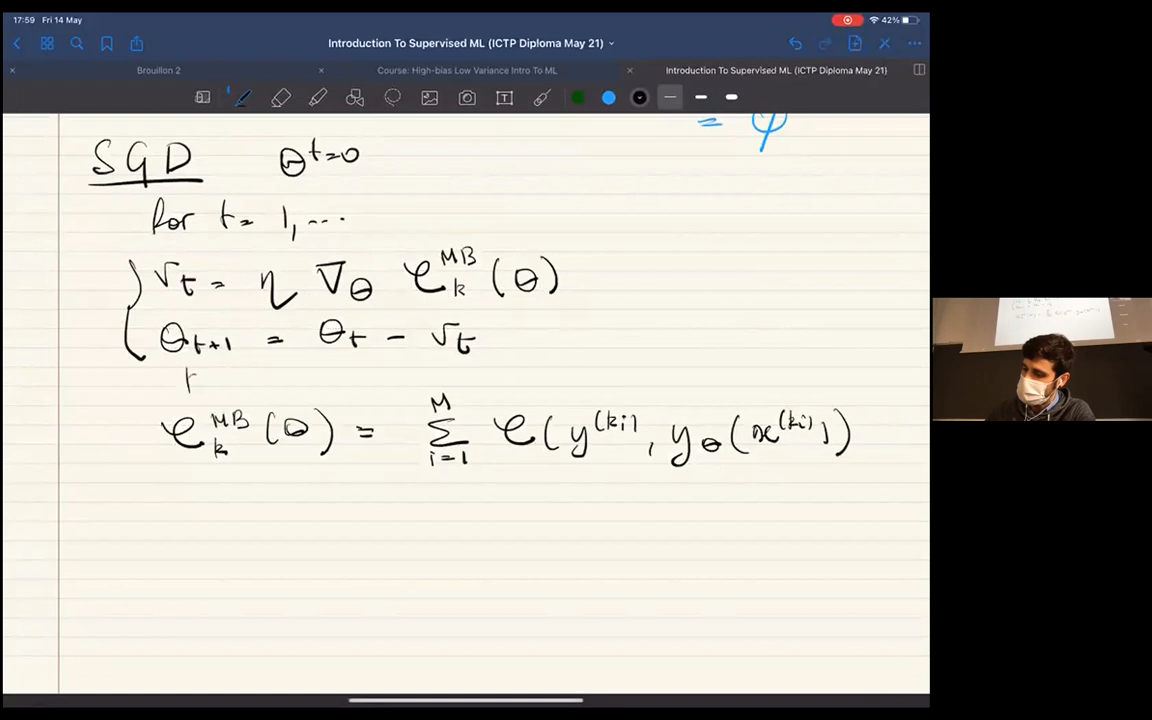 17:59 Fri 14 May
42%
Introduction To Supervised ML (ICTP Diploma May 21)
Brouillon 2
Course: High-bias Low Variance Intro To ML
Introduction To Supervised ML (ICTP Diploma May 21)
= φ
SGD θ^{t=0}
for t = 1, ...
v_t = η ∇_θ C_k^{MB} (θ)
θ_{t+1} = θ_t - v_t
C_k^{MB} (θ) = Σ_{i=1}^{M} C(y^{(ki)}, y_θ(x^{(ki)}))